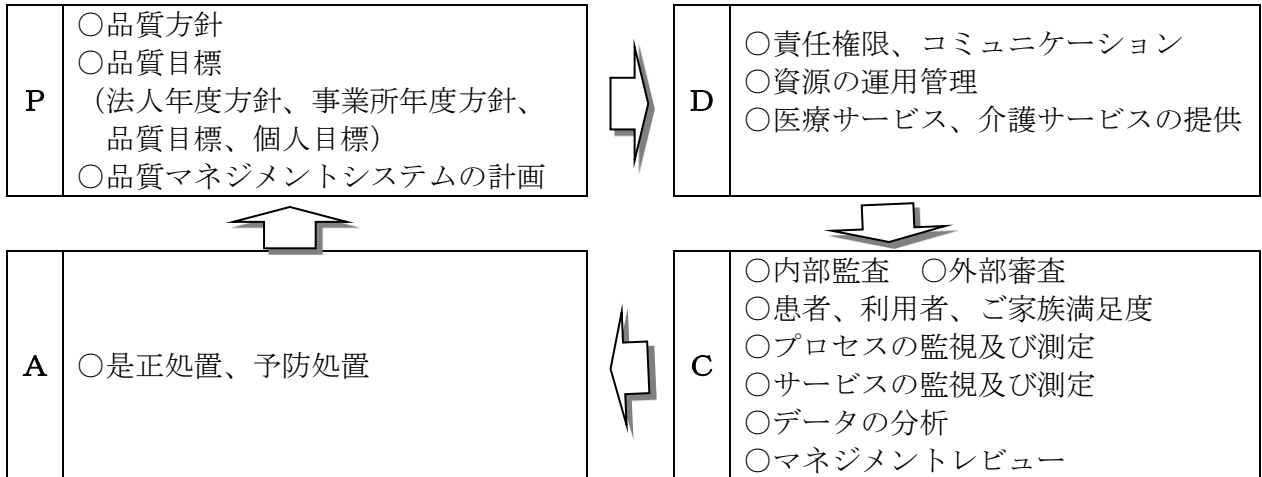 P
○品質方針
○品質目標
（法人年度方針、事業所年度方針、
品質目標、個人目標）
○品質マネジメントシステムの計画
D
○責任権限、コミュニケーション
○資源の運用管理
○医療サービス、介護サービスの提供
A
○是正処置、予防処置
C
○内部監査　○外部審査
○患者、利用者、ご家族満足度
○プロセスの監視及び測定
○サービスの監視及び測定
○データの分析
○マネジメントレビュー